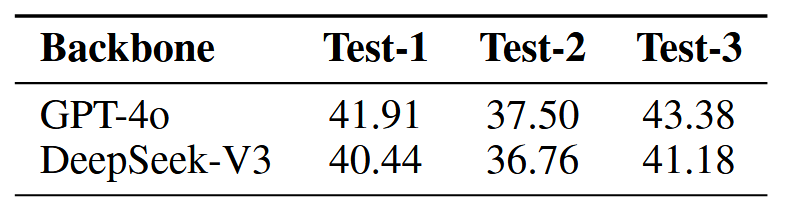 Backbone Test-1 Test-2 Test-3
GPT-4o 41.91 37.50 43.38
DeepSeek-V3 40.44 36.76 41.18